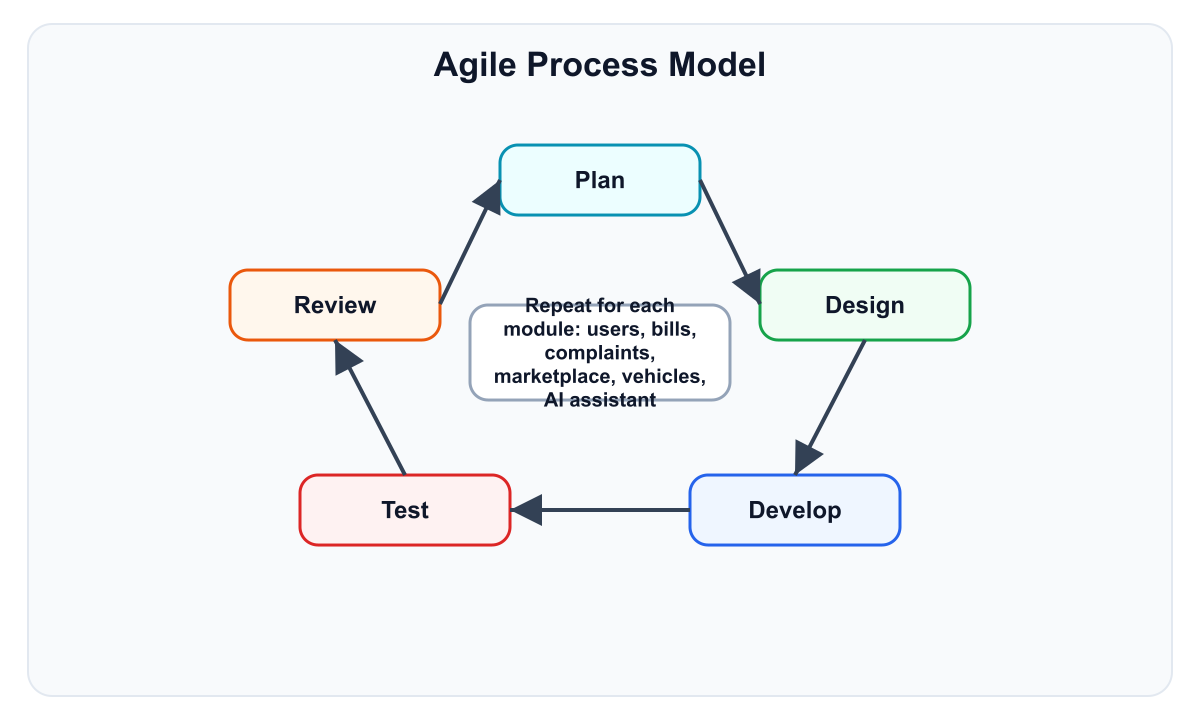 Agile Process Model
Plan
Review
Design
Repeat for each
module: users, bills,
complaints,
marketplace, vehicles,
AI assistant
Test
Develop